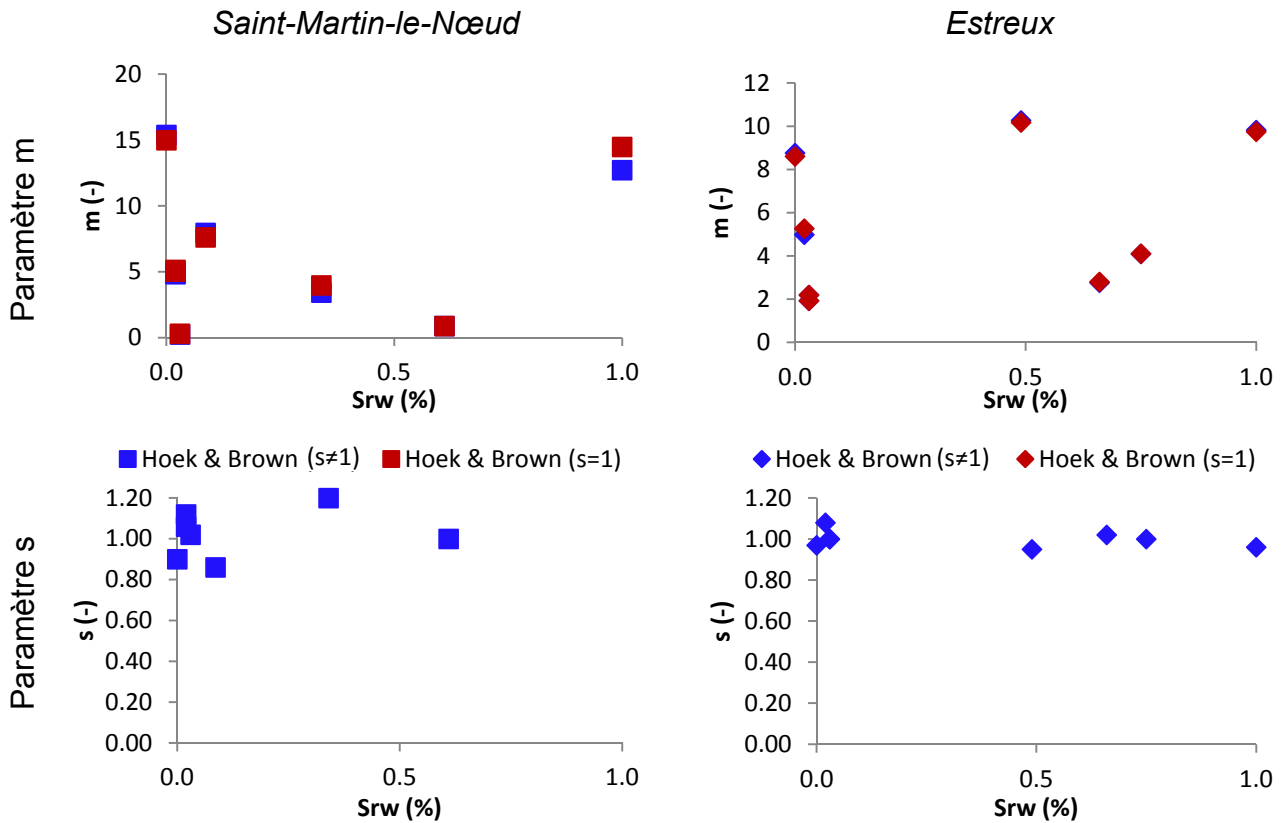 Saint-Martin-le-Nœud
Estreux
Paramètre m
m (-)
20
15
10
5
0
0.0 0.5 1.0
Srw (%)
m (-)
12
10
8
6
4
2
0
0.0 0.5 1.0
Srw (%)
Hoek & Brown (s≠1) Hoek & Brown (s=1)
Hoek & Brown (s≠1) Hoek & Brown (s=1)
Paramètre s
s (-)
1.20
1.00
0.80
0.60
0.40
0.20
0.00
0.0 0.5 1.0
Srw (%)
s (-)
1.20
1.00
0.80
0.60
0.40
0.20
0.00
0.0 0.5 1.0
Srw (%)